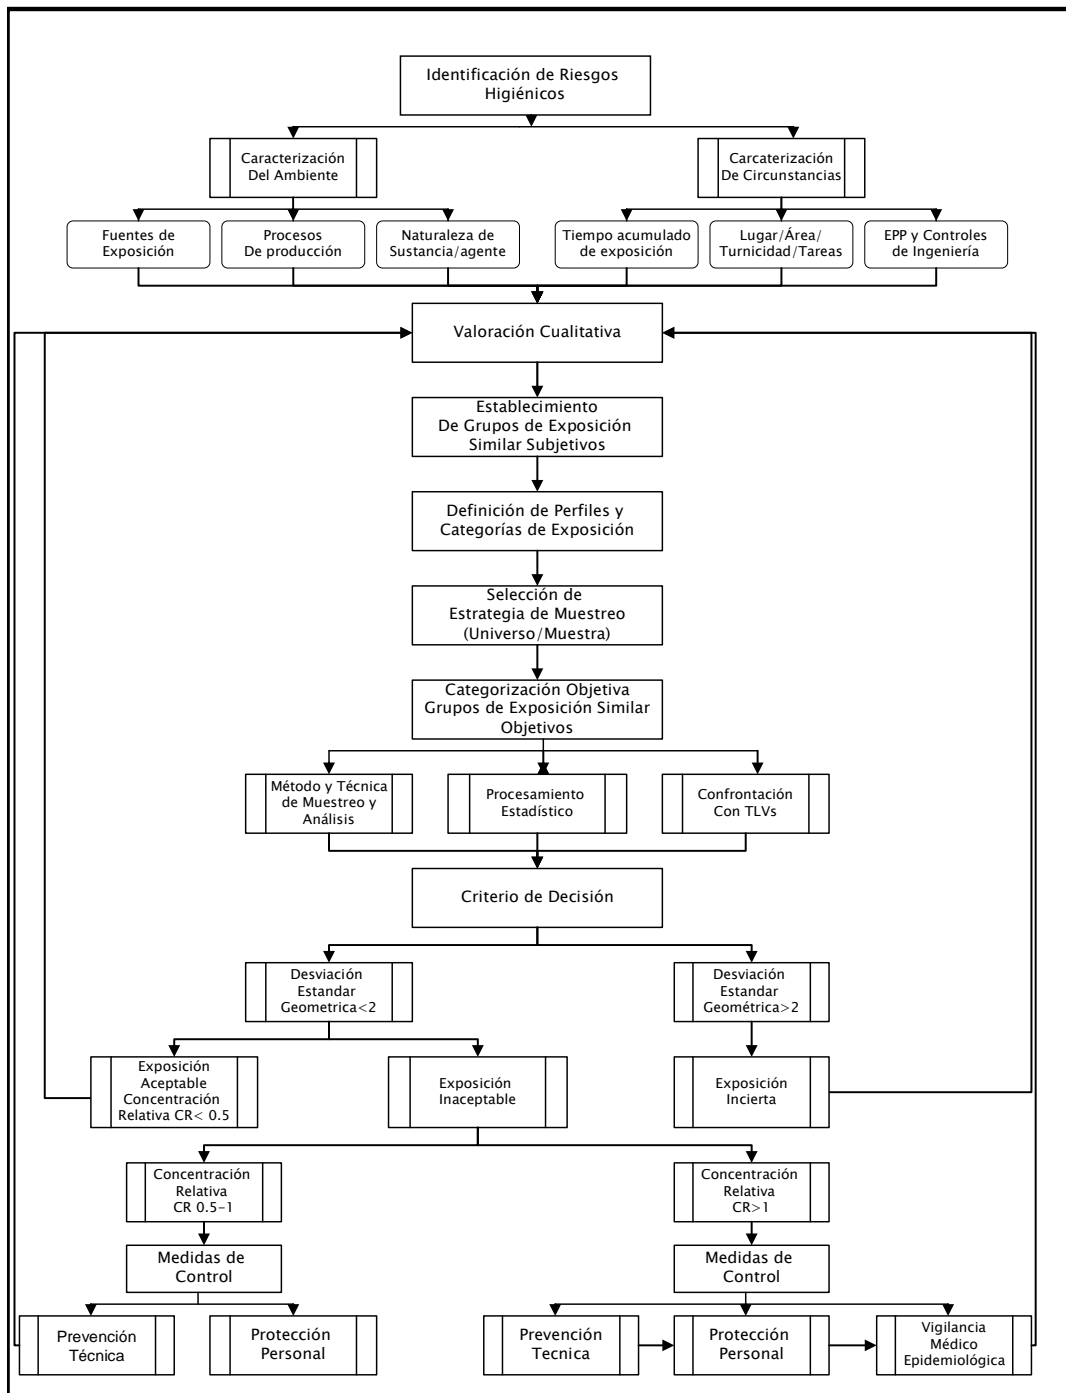 Identificación de Riesgos
Higiénicos
Caracterización
Del Ambiente
Carcaterización
De Circunstancias
Fuentes de
Exposición
Procesos
De producción
Naturaleza de
Sustancia/agente
Tiempo acumulado
de exposición
Lugar/Área/
Turnicidad/Tareas
EPP y Controles
de Ingeniería
Valoración Cualitativa
Establecimiento
De Grupos de Exposición
Similar Subjetivos
Definición de Perfiles y
Categorías de Exposición
Selección de
Estrategia de Muestreo
(Universo/Muestra)
Categorización Objetiva
Grupos de Exposición Similar
Objetivos
Método y Técnica
de Muestreo y
Análisis
Procesamiento
Estadístico
Confrontación
Con TLVs
Criterio de Decisión
Desviación
Estandar
Geometrica<2
Desviación
Estandar
Geométrica>2
Exposición
Aceptable
Concentración
Relativa CR< 0.5
Exposición
Inaceptable
Exposición
Incierta
Concentración
Relativa
CR 0.5-1
Concentración
Relativa
CR>1
Medidas de
Control
Medidas de
Control
Prevención
Técnica
Protección
Personal
Prevención
Tecnica
Protección
Personal
Vigilancia
Médico
Epidemiológica